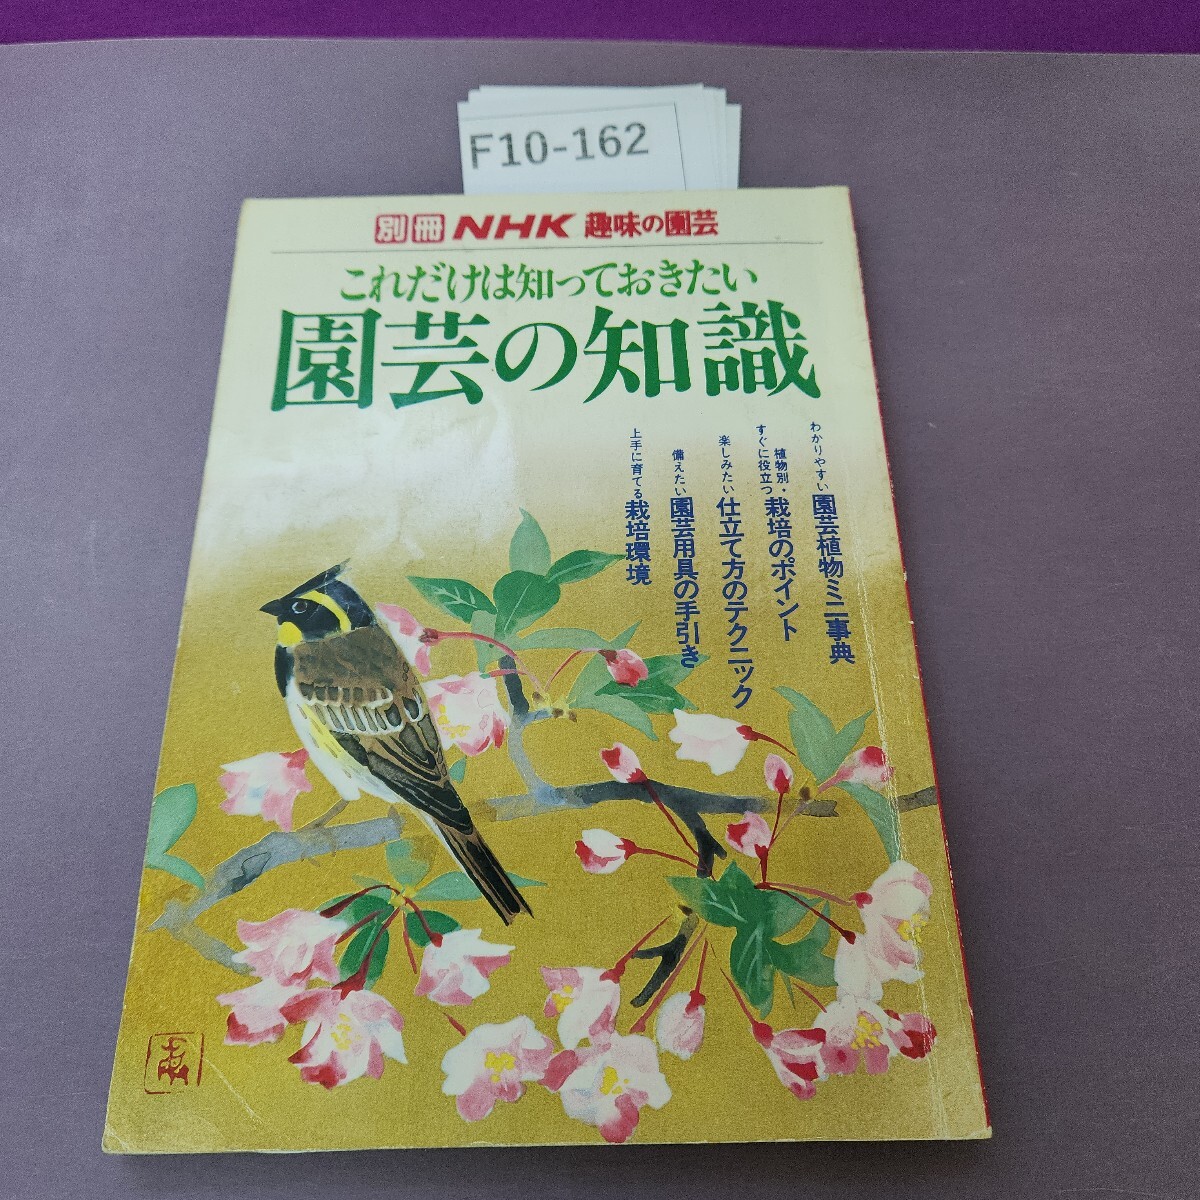 F10-162
別冊 NHK 趣味の園芸
これだけは知っておきたい
園芸の知識
わかりやすい園芸植物ミニ事典
すぐに役立つ植物別・栽培のポイント
楽しみたい仕立て方のテクニック
備えたい園芸用具の手引き
上手に育てる栽培環境